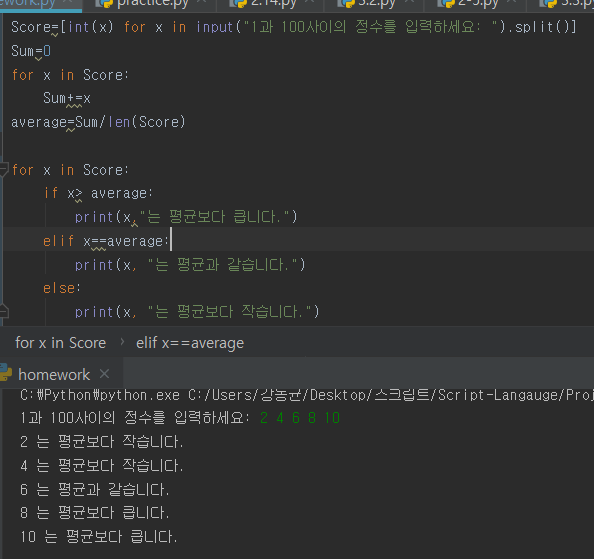 ework.py practice.py 2.14.py 3.2.py 2-5.py 3.3.py
Score=[int(x) for x in input("1과 100사이의 정수를 입력하세요: ").split()]
Sum=0
for x in Score:
Sum+=x
average=Sum/len(Score)
for x in Score:
if x> average:
print(x,"는 평균보다 큽니다.")
elif x==average:
print(x, "는 평균과 같습니다.")
else:
print(x, "는 평균보다 작습니다.")
for x in Score › elif x==average
homework ×
C:₩Python₩python.exe C:/Users/강동균/Desktop/스크립트/Script-Langauge/Proj
1과 100사이의 정수를 입력하세요: 2 4 6 8 10
2 는 평균보다 작습니다.
4 는 평균보다 작습니다.
6 는 평균과 같습니다.
8 는 평균보다 큽니다.
10 는 평균보다 큽니다.